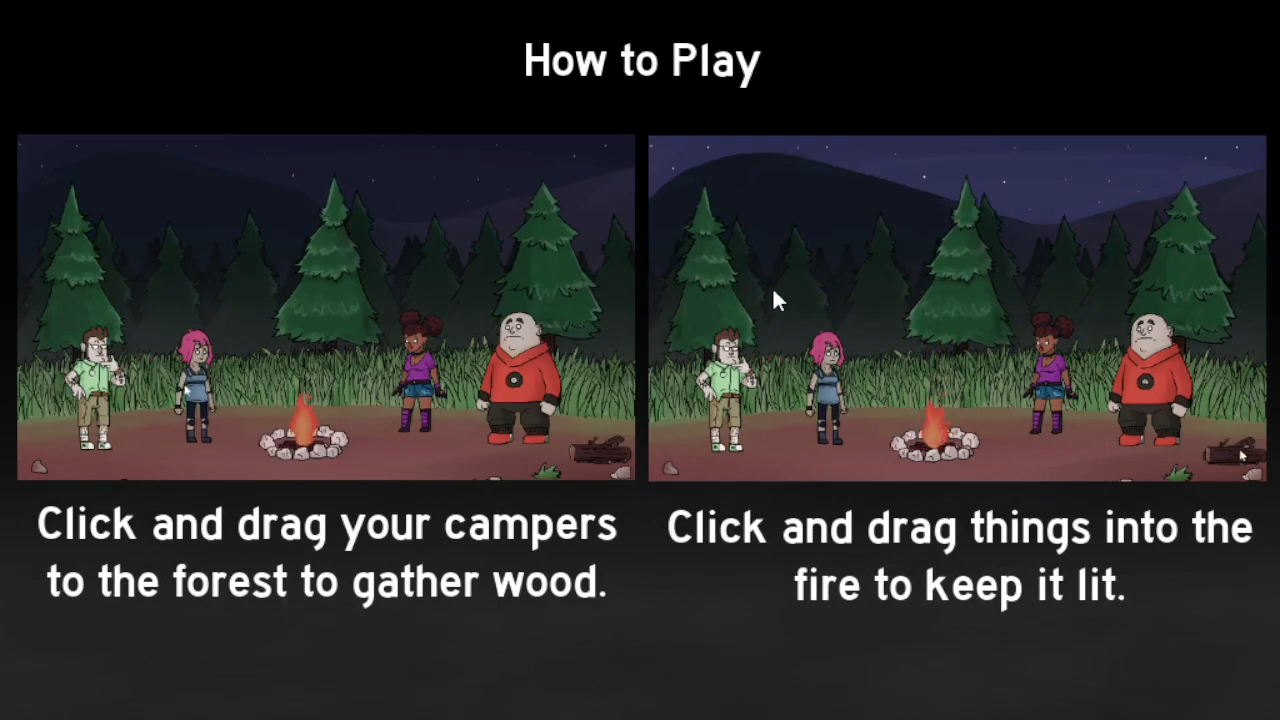 How to Play
Click and drag your campers
to the forest to gather wood.
Click and drag things into the
fire to keep it lit.